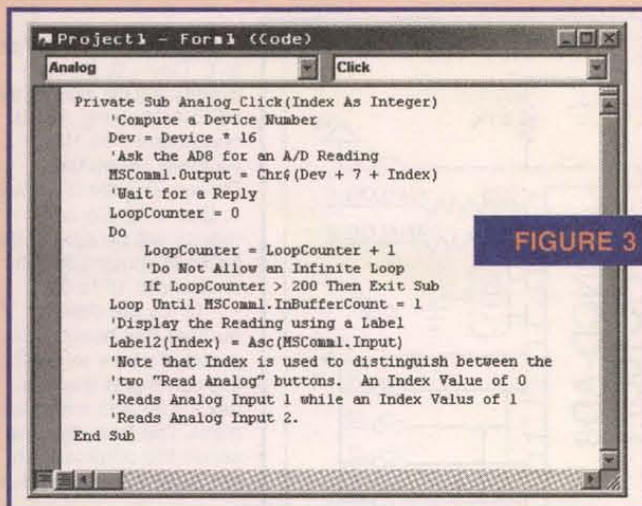 Project1 - Form1 (Code)
Analog Click
Private Sub Analog_Click(Index As Integer)
'Compute a Device Number
Dev = Device * 16
'Ask the AD8 for an A/D Reading
MSComm1.Output = Chr$(Dev + 7 + Index)
'Wait for a Reply
LoopCounter = 0
Do
LoopCounter = LoopCounter + 1
'Do Not Allow an Infinite Loop
If LoopCounter > 200 Then Exit Sub
Loop Until MSComm1.InBufferCount = 1
'Display the Reading using a Label
Label2(Index) = Asc(MSComm1.Input)
'Note that Index is used to distinguish between the
'two "Read Analog" buttons. An Index Value of 0
'Reads Analog Input 1 while an Index Valus of 1
'Reads Analog Input 2.
End Sub
FIGURE 3